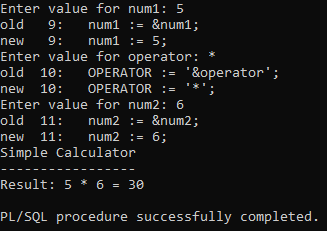 Enter value for num1: 5
old   9:   num1 := &num1;
new   9:   num1 := 5;
Enter value for operator: *
old  10:   OPERATOR := '&operator';
new  10:   OPERATOR := '*';
Enter value for num2: 6
old  11:   num2 := &num2;
new  11:   num2 := 6;
Simple Calculator
-----------------
Result: 5 * 6 = 30
PL/SQL procedure successfully completed.